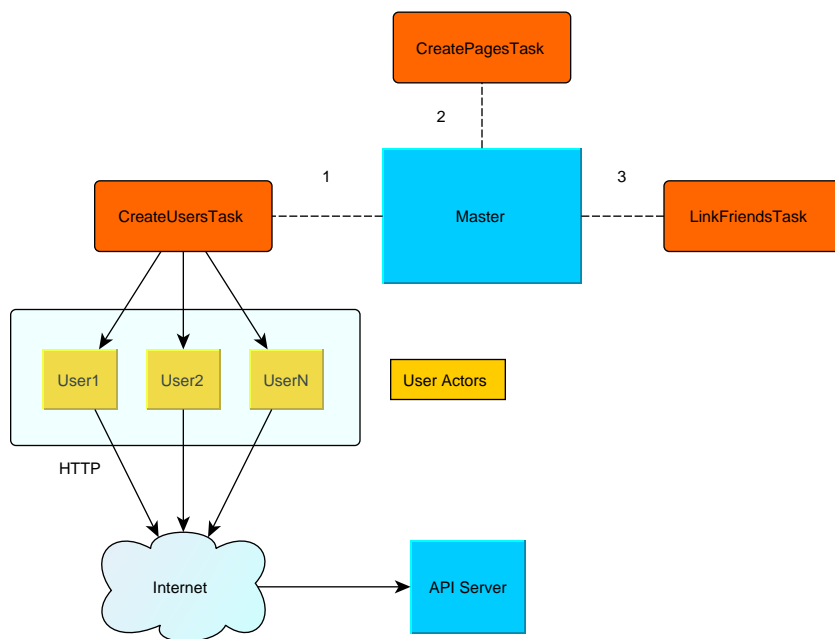 CreatePagesTask
2
1
3
CreateUsersTask
Master
LinkFriendsTask
User1
User2
UserN
User Actors
HTTP
Internet
API Server